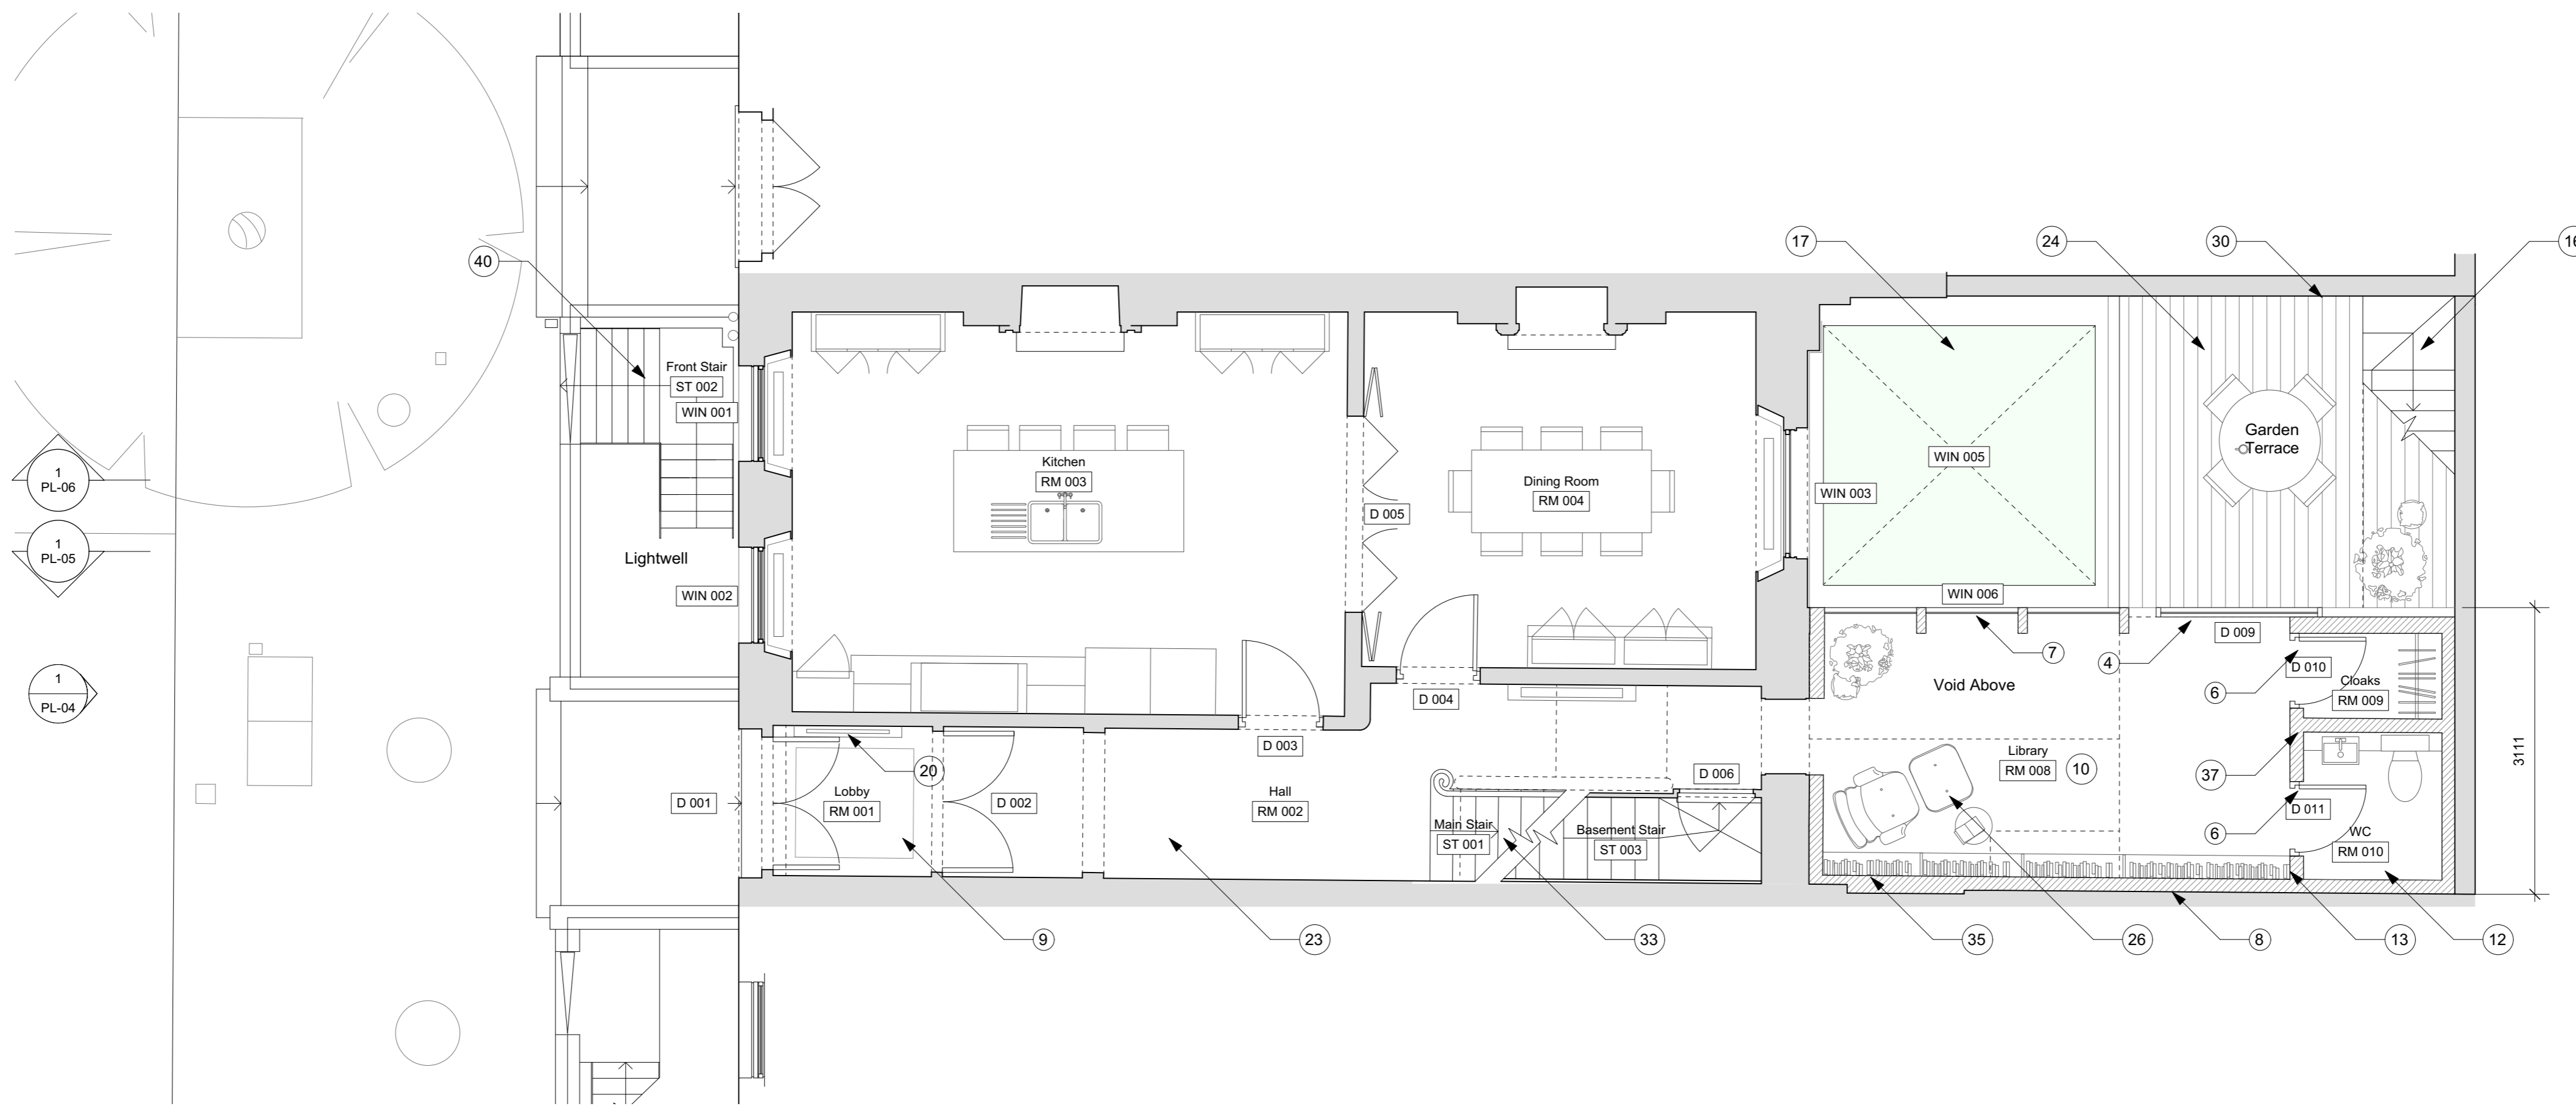 17
24
30
16
40
Front Stair
ST 002
WIN 001
Garden
Terrace
WIN 005
WIN 003
Kitchen
RM 003
Dining Room
RM 004
D 005
1
PL-06
1
PL-05
Lightwell
WIN 002
WIN 006
D 009
7
4
D 010
6
Cloaks
RM 009
Void Above
1
PL-04
D 004
D 003
3111
20
D 001
Lobby
RM 001
D 002
Hall
RM 002
D 006
Library
RM 008
10
37
D 011
6
Main Stair
ST 001
Basement Stair
ST 003
WC
RM 010
9
23
33
35
26
8
13
12